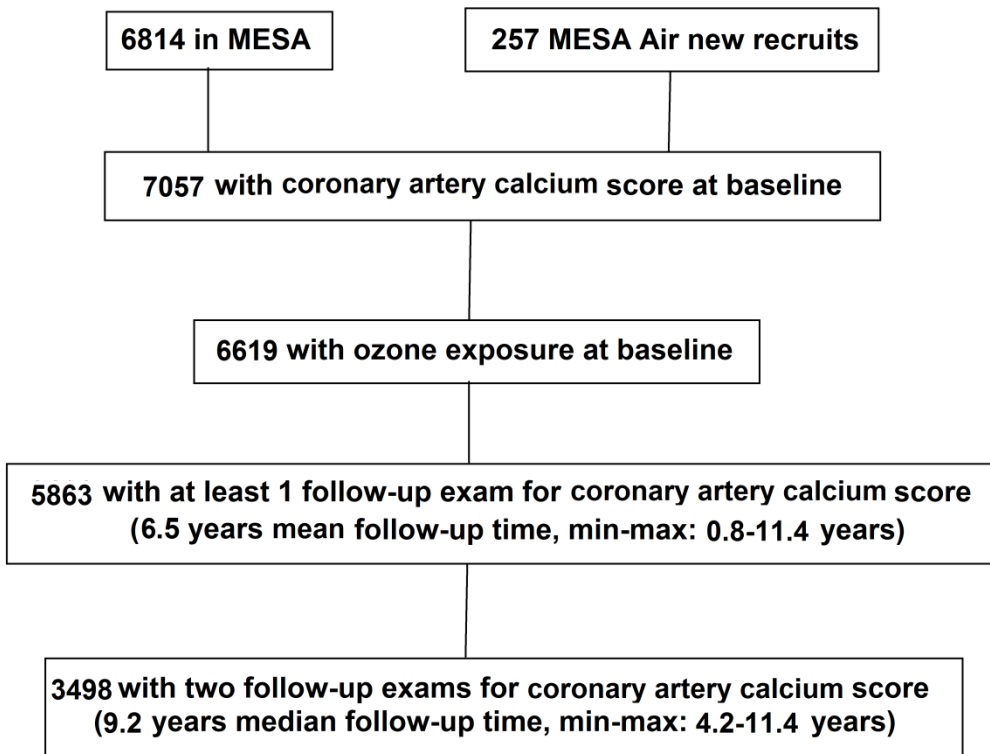 6814 in MESA
257 MESA Air new recruits
7057 with coronary artery calcium score at baseline
6619 with ozone exposure at baseline
5863 with at least 1 follow-up exam for coronary artery calcium score
(6.5 years mean follow-up time, min-max: 0.8-11.4 years)
3498 with two follow-up exams for coronary artery calcium score
(9.2 years median follow-up time, min-max: 4.2-11.4 years)